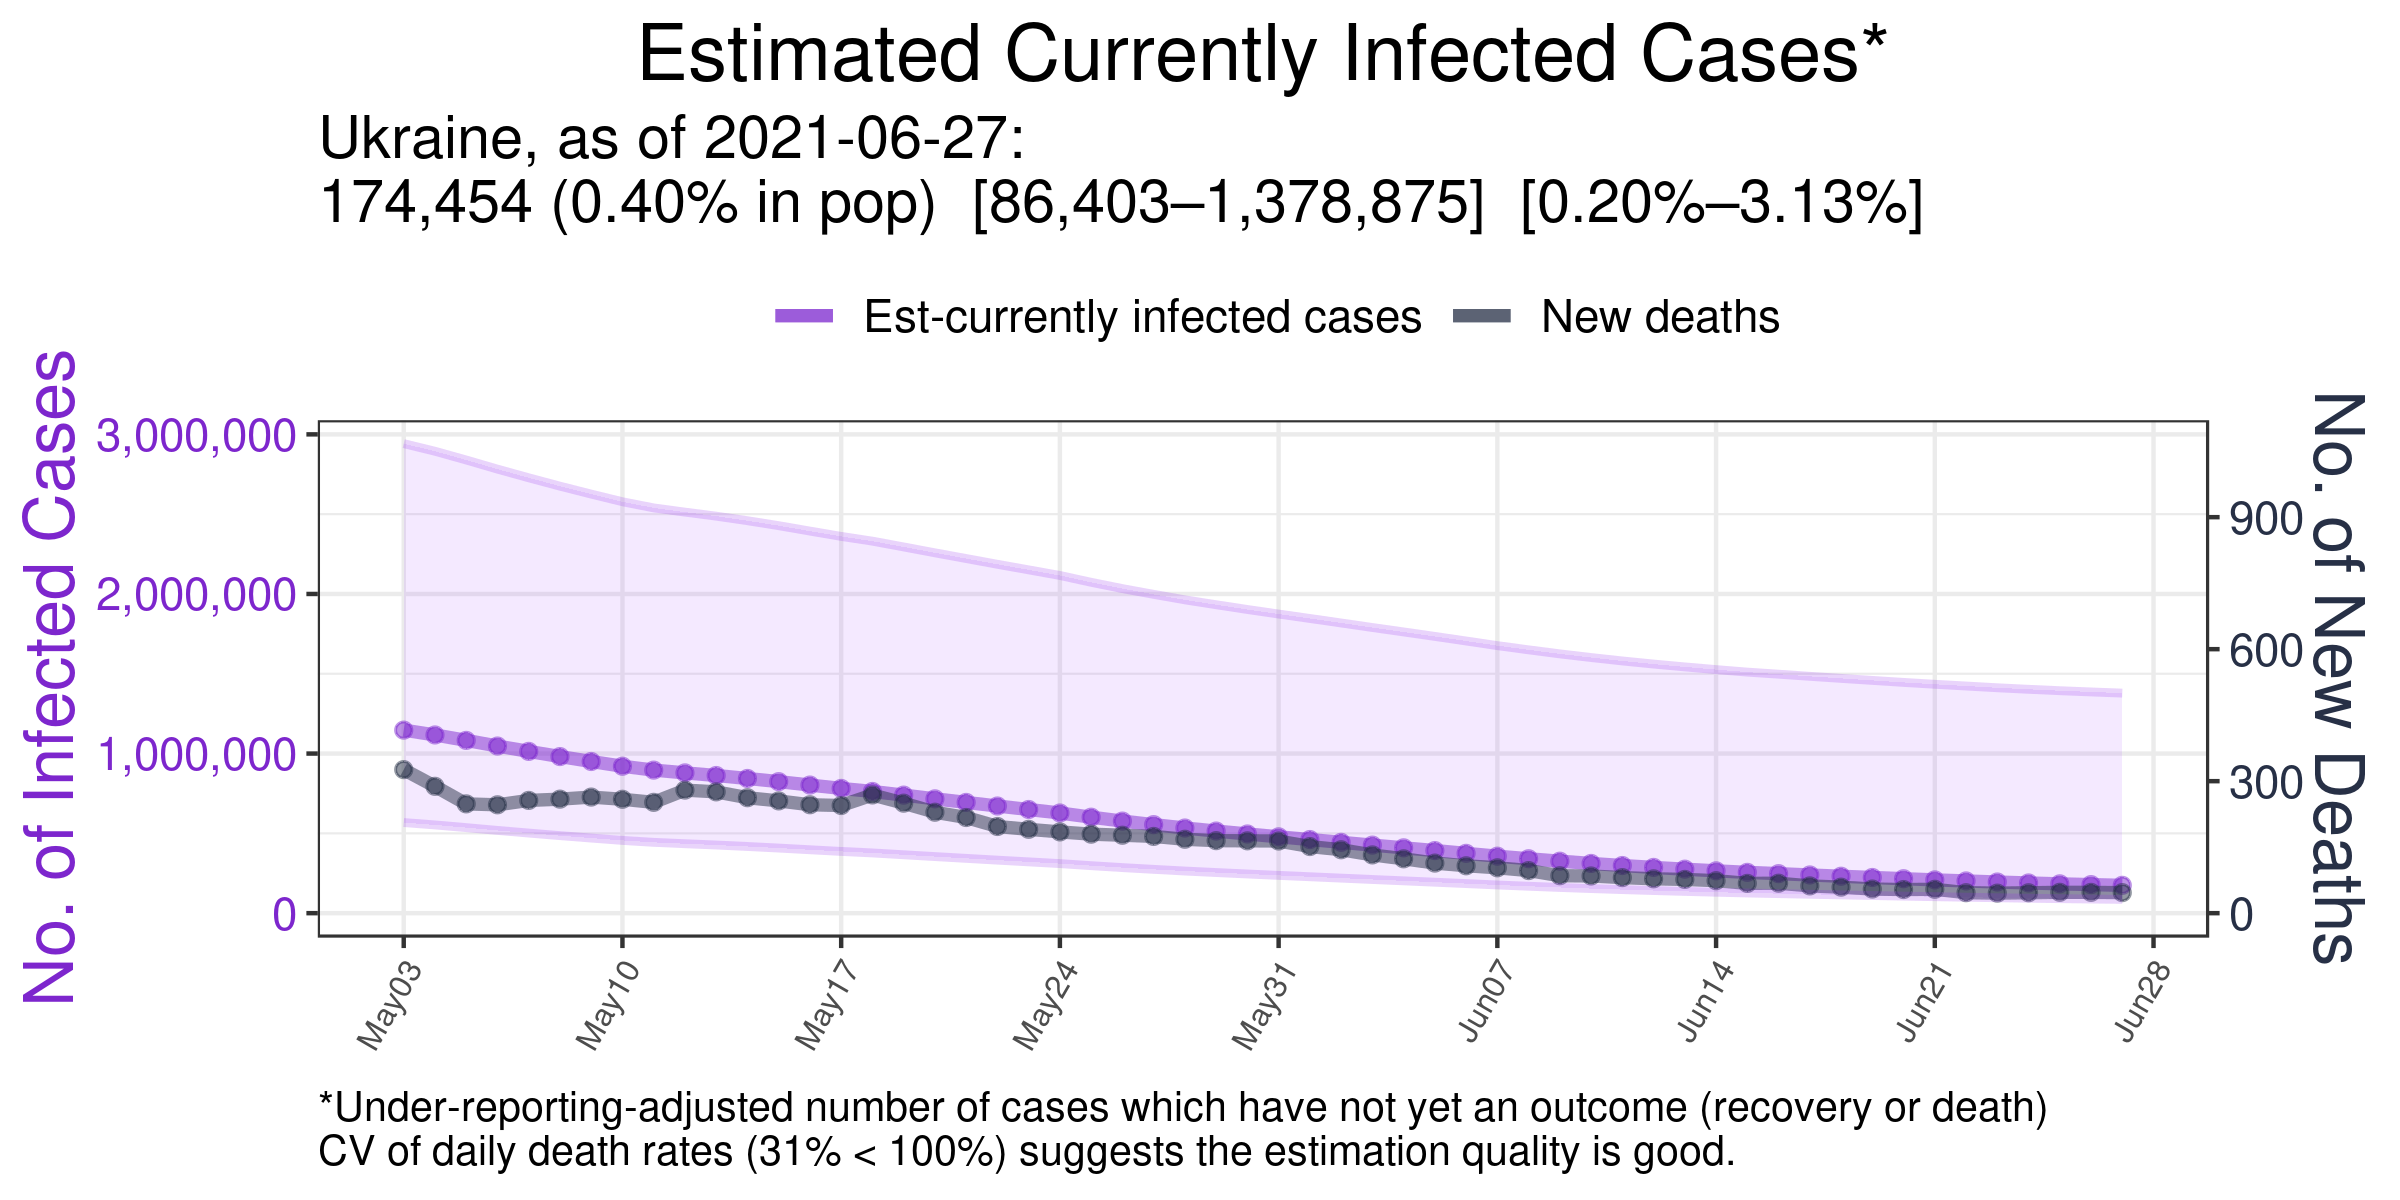 Estimated Currently Infected Cases*
Ukraine, as of 2021-06-27:
174,454 (0.40% in pop)  [86,403–1,378,875]  [0.20%–3.13%]
Est-currently infected cases
New deaths
No. of Infected Cases
3,000,000
2,000,000
1,000,000
0
No. of New Deaths
900
600
300
0
May03
May10
May17
May24
May31
Jun07
Jun14
Jun21
Jun28
*Under-reporting-adjusted number of cases which have not yet an outcome (recovery or death)
CV of daily death rates (31% < 100%) suggests the estimation quality is good.